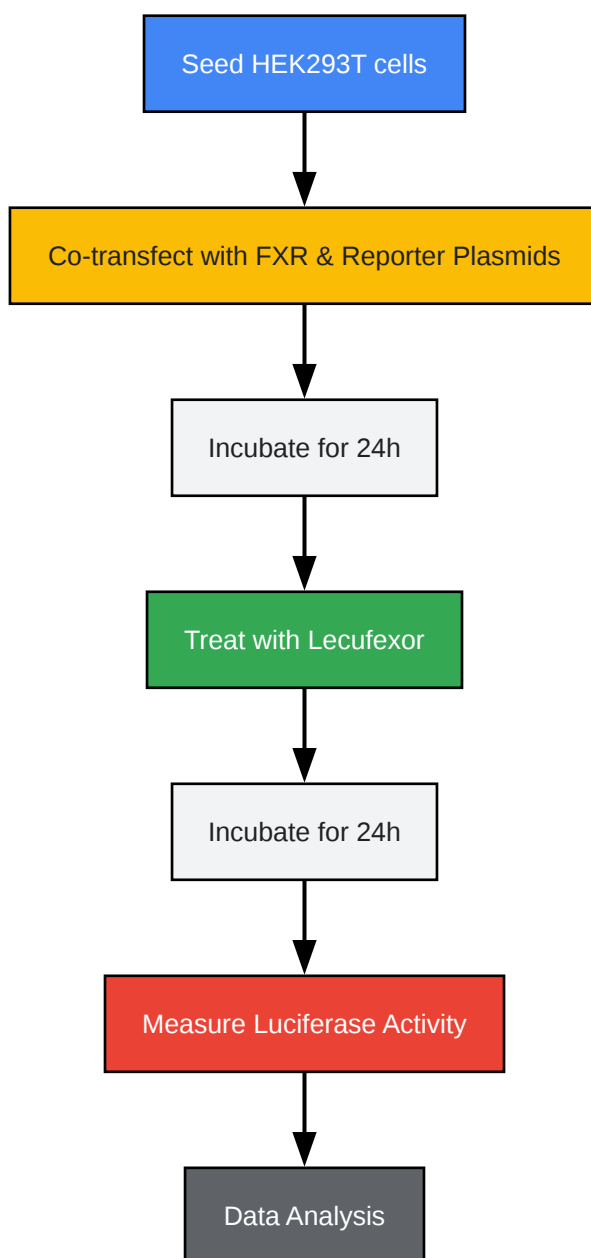 Seed HEK293T cells
Co-transfect with FXR & Reporter Plasmids
Incubate for 24h
Treat with Lecufexor
Incubate for 24h
Measure Luciferase Activity
Data Analysis